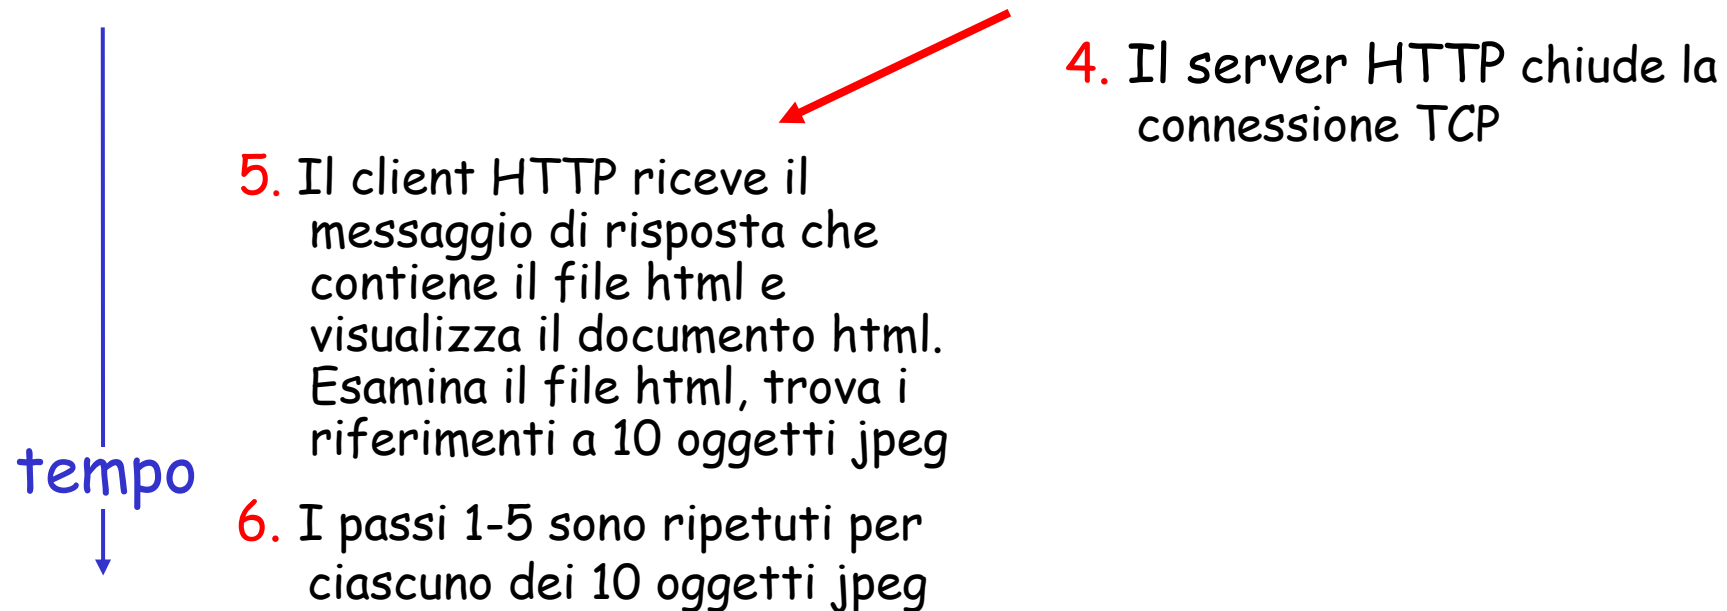 4. Il server HTTP chiude la
connessione TCP
5. Il client HTTP riceve il
messaggio di risposta che
contiene il file html e
visualizza il documento html.
Esamina il file html, trova i
riferimenti a 10 oggetti jpeg
tempo
6. I passi 1-5 sono ripetuti per
ciascuno dei 10 oggetti jpeg